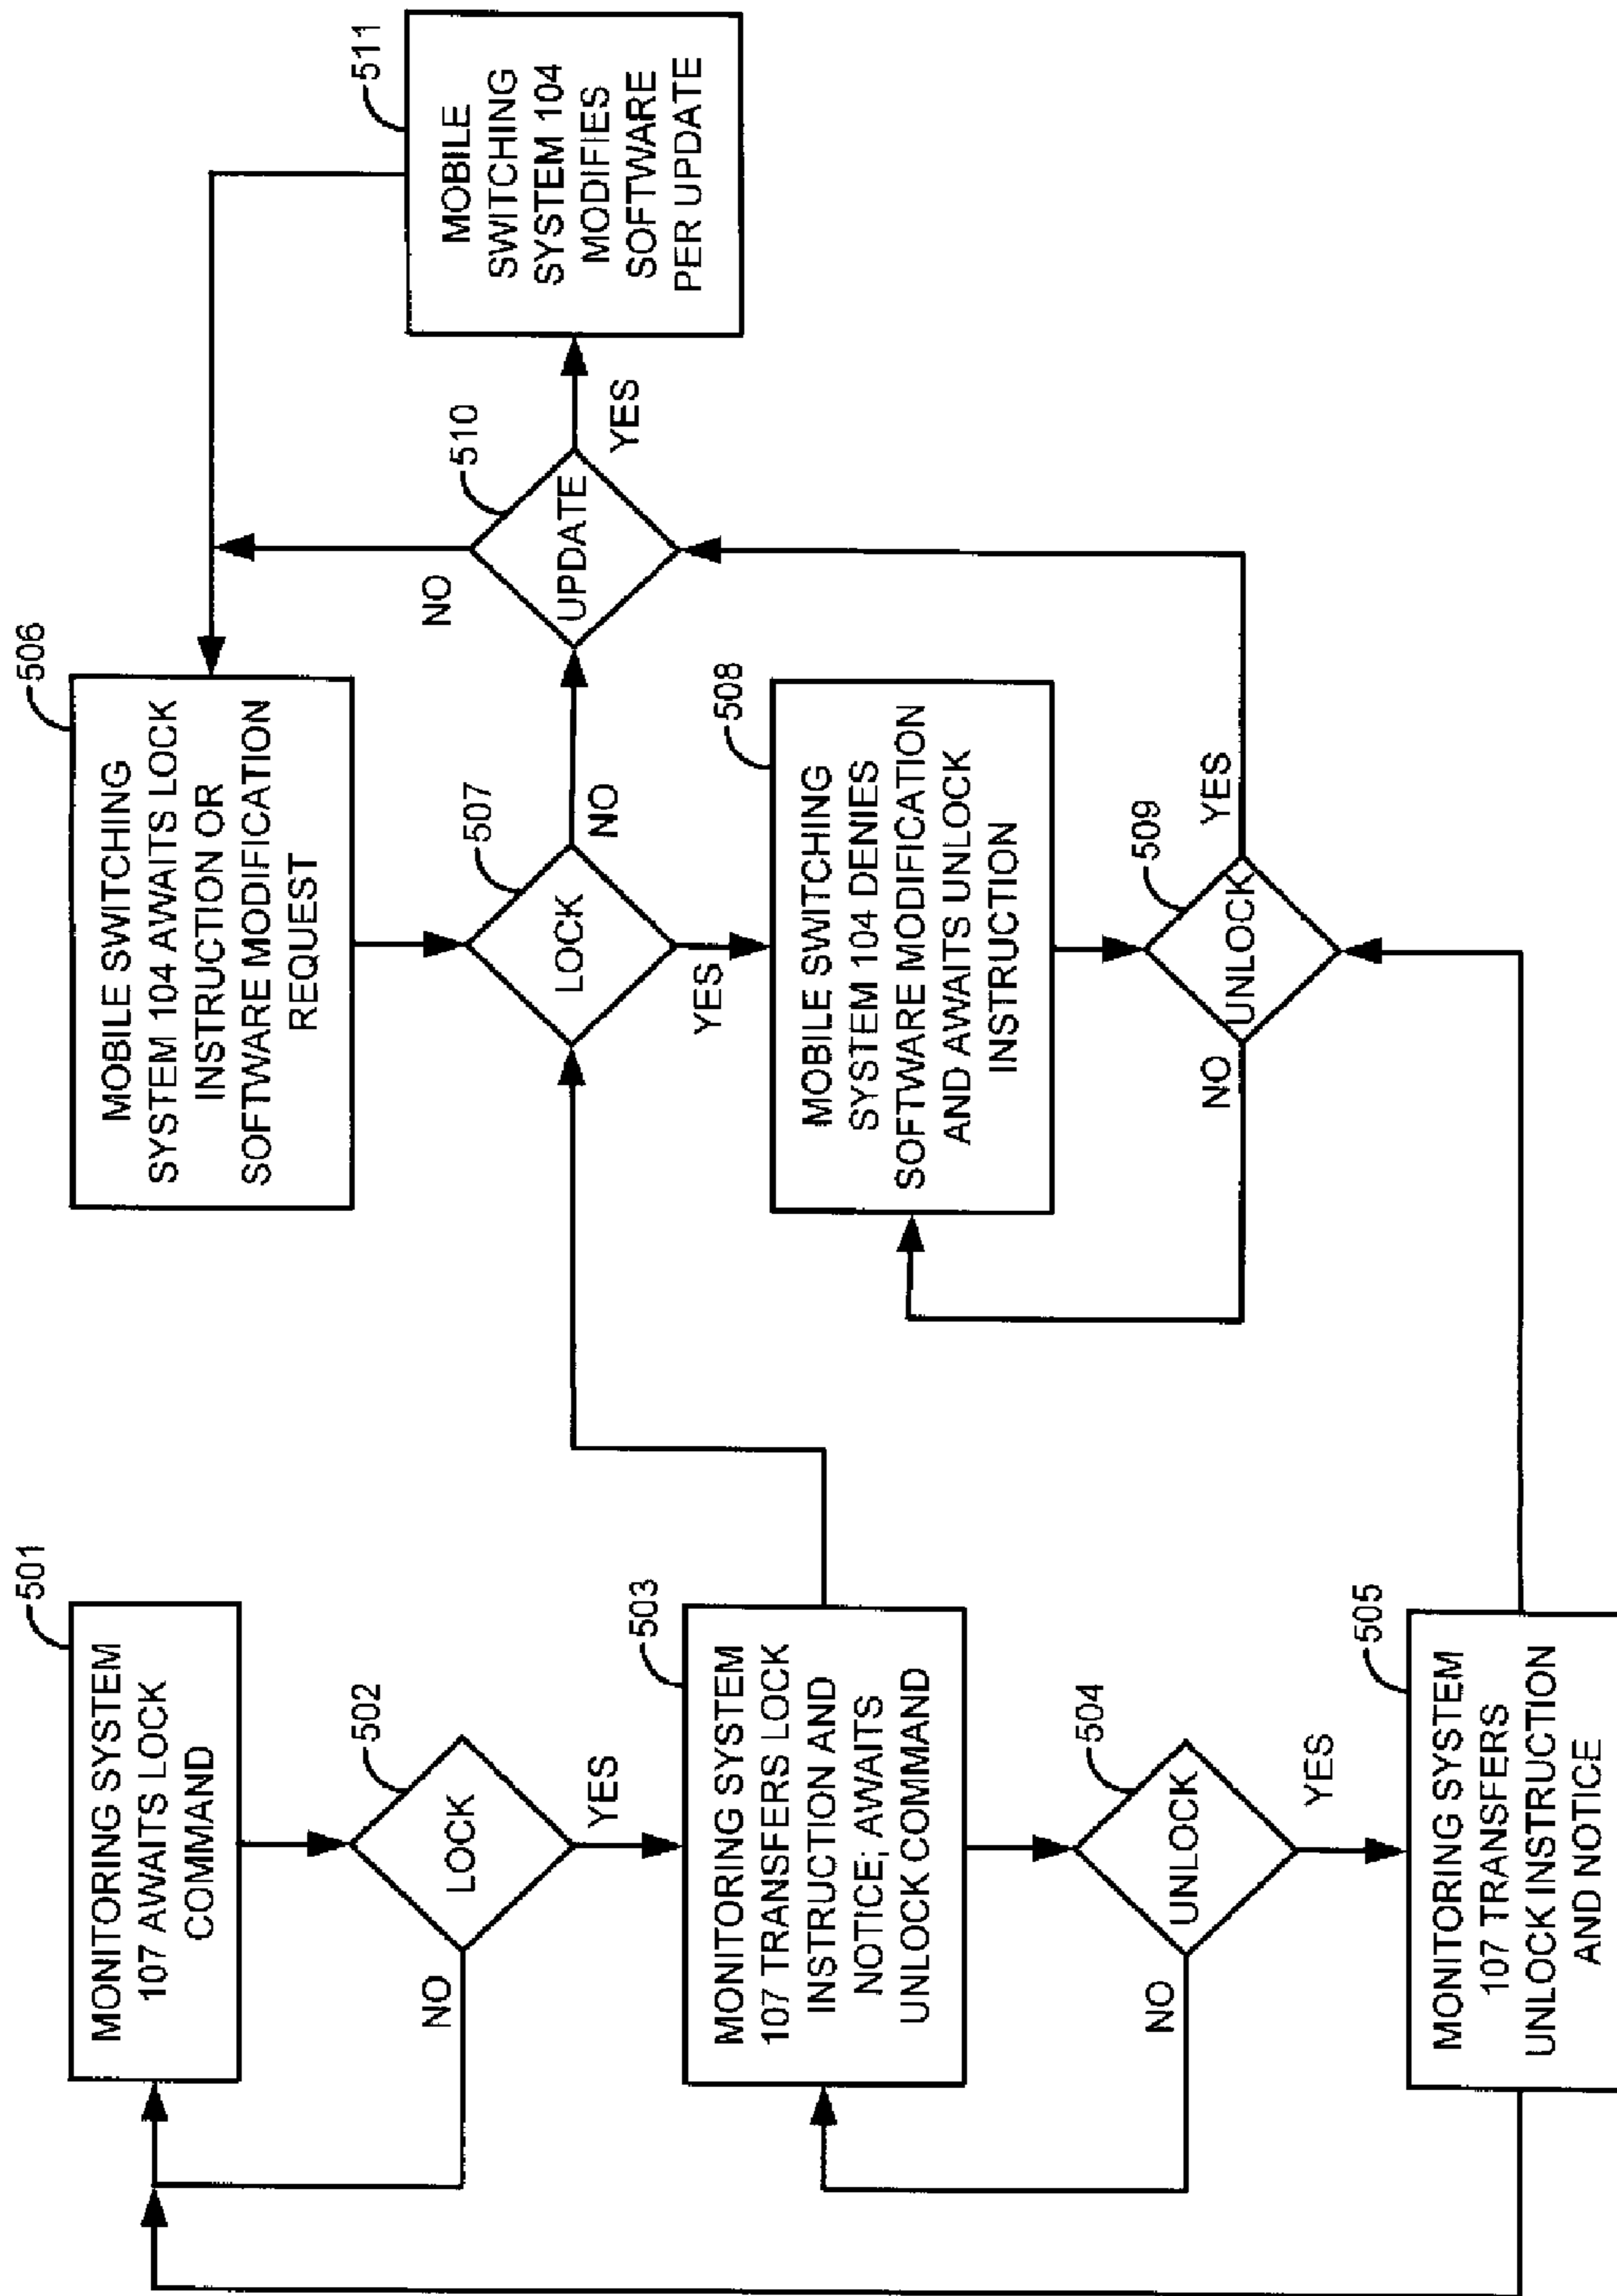 501
MONITORING SYSTEM
107 AWAITS LOCK
COMMAND
502
LOCK
NO
YES
503
MONITORING SYSTEM
107 TRANSFERS LOCK
INSTRUCTION AND
NOTICE; AWAITS
UNLOCK COMMAND
504
UNLOCK
NO
YES
505
MONITORING SYSTEM
107 TRANSFERS
UNLOCK INSTRUCTION
AND NOTICE
506
MOBILE SWITCHING
SYSTEM 104 AWAITS LOCK
INSTRUCTION OR
SOFTWARE MODIFICATION
REQUEST
507
LOCK
NO
YES
508
MOBILE SWITCHING
SYSTEM 104 DENIES
SOFTWARE MODIFICATION
AND AWAITS UNLOCK
INSTRUCTION
509
UNLOCK
NO
YES
510
UPDATE
NO
YES
511
MOBILE
SWITCHING
SYSTEM 104
MODIFIES
SOFTWARE
PER UPDATE